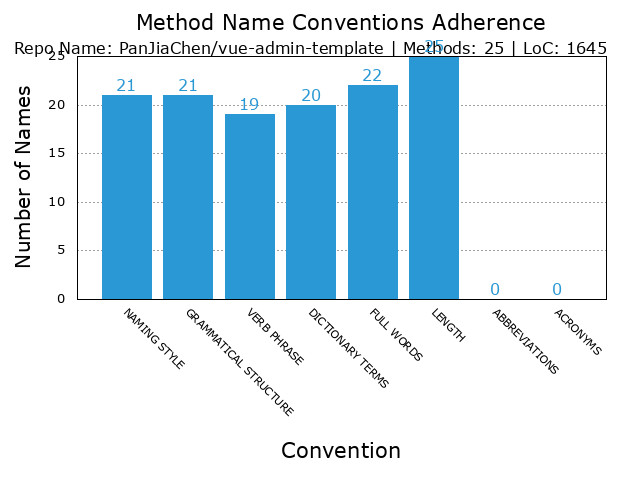 Method Name Conventions Adherence
Repo Name: PanJiaChen/vue-admin-template | Methods: 25 | LoC: 1645
Number of Names
25
20
15
10
5
0
21
21
19
20
22
25
0
0
NAMING STYLE
GRAMMATICAL STRUCTURE
VERB PHRASE
DICTIONARY TERMS
FULL WORDS
LENGTH
ABBREVIATIONS
ACRONYMS
Convention